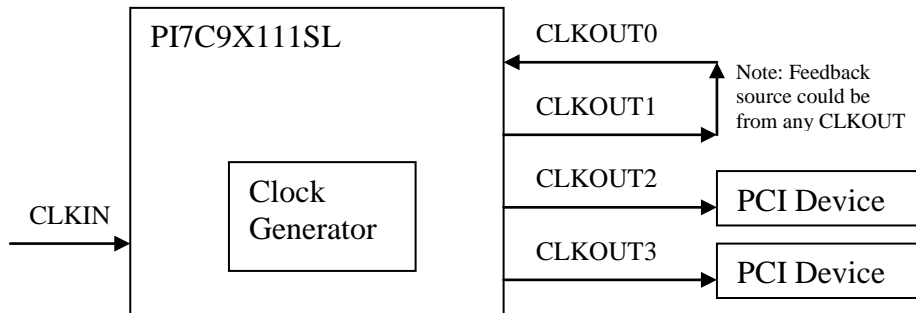 PI7C9X111SL
CLKOUT0
Note: Feedback
source could be
from any CLKOUT
CLKOUT1
Clock
Generator
CLKIN
CLKOUT2
PCI Device
CLKOUT3
PCI Device